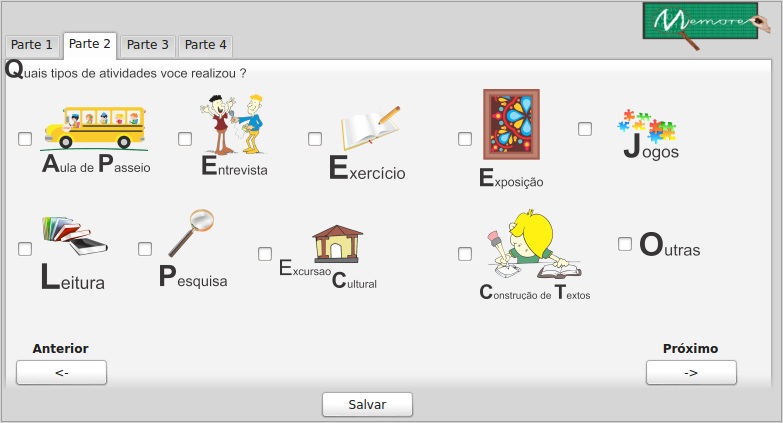 Memore
Parte 1
Parte 2
Parte 3
Parte 4
Quais tipos de atividades voce realizou ?
Aula de Passeio
Entrevista
Exercício
Exposição
Jogos
Leitura
Pesquisa
Excursao
Cultural
Construção de Textos
Outras
Anterior
Próximo
<-
->
Salvar